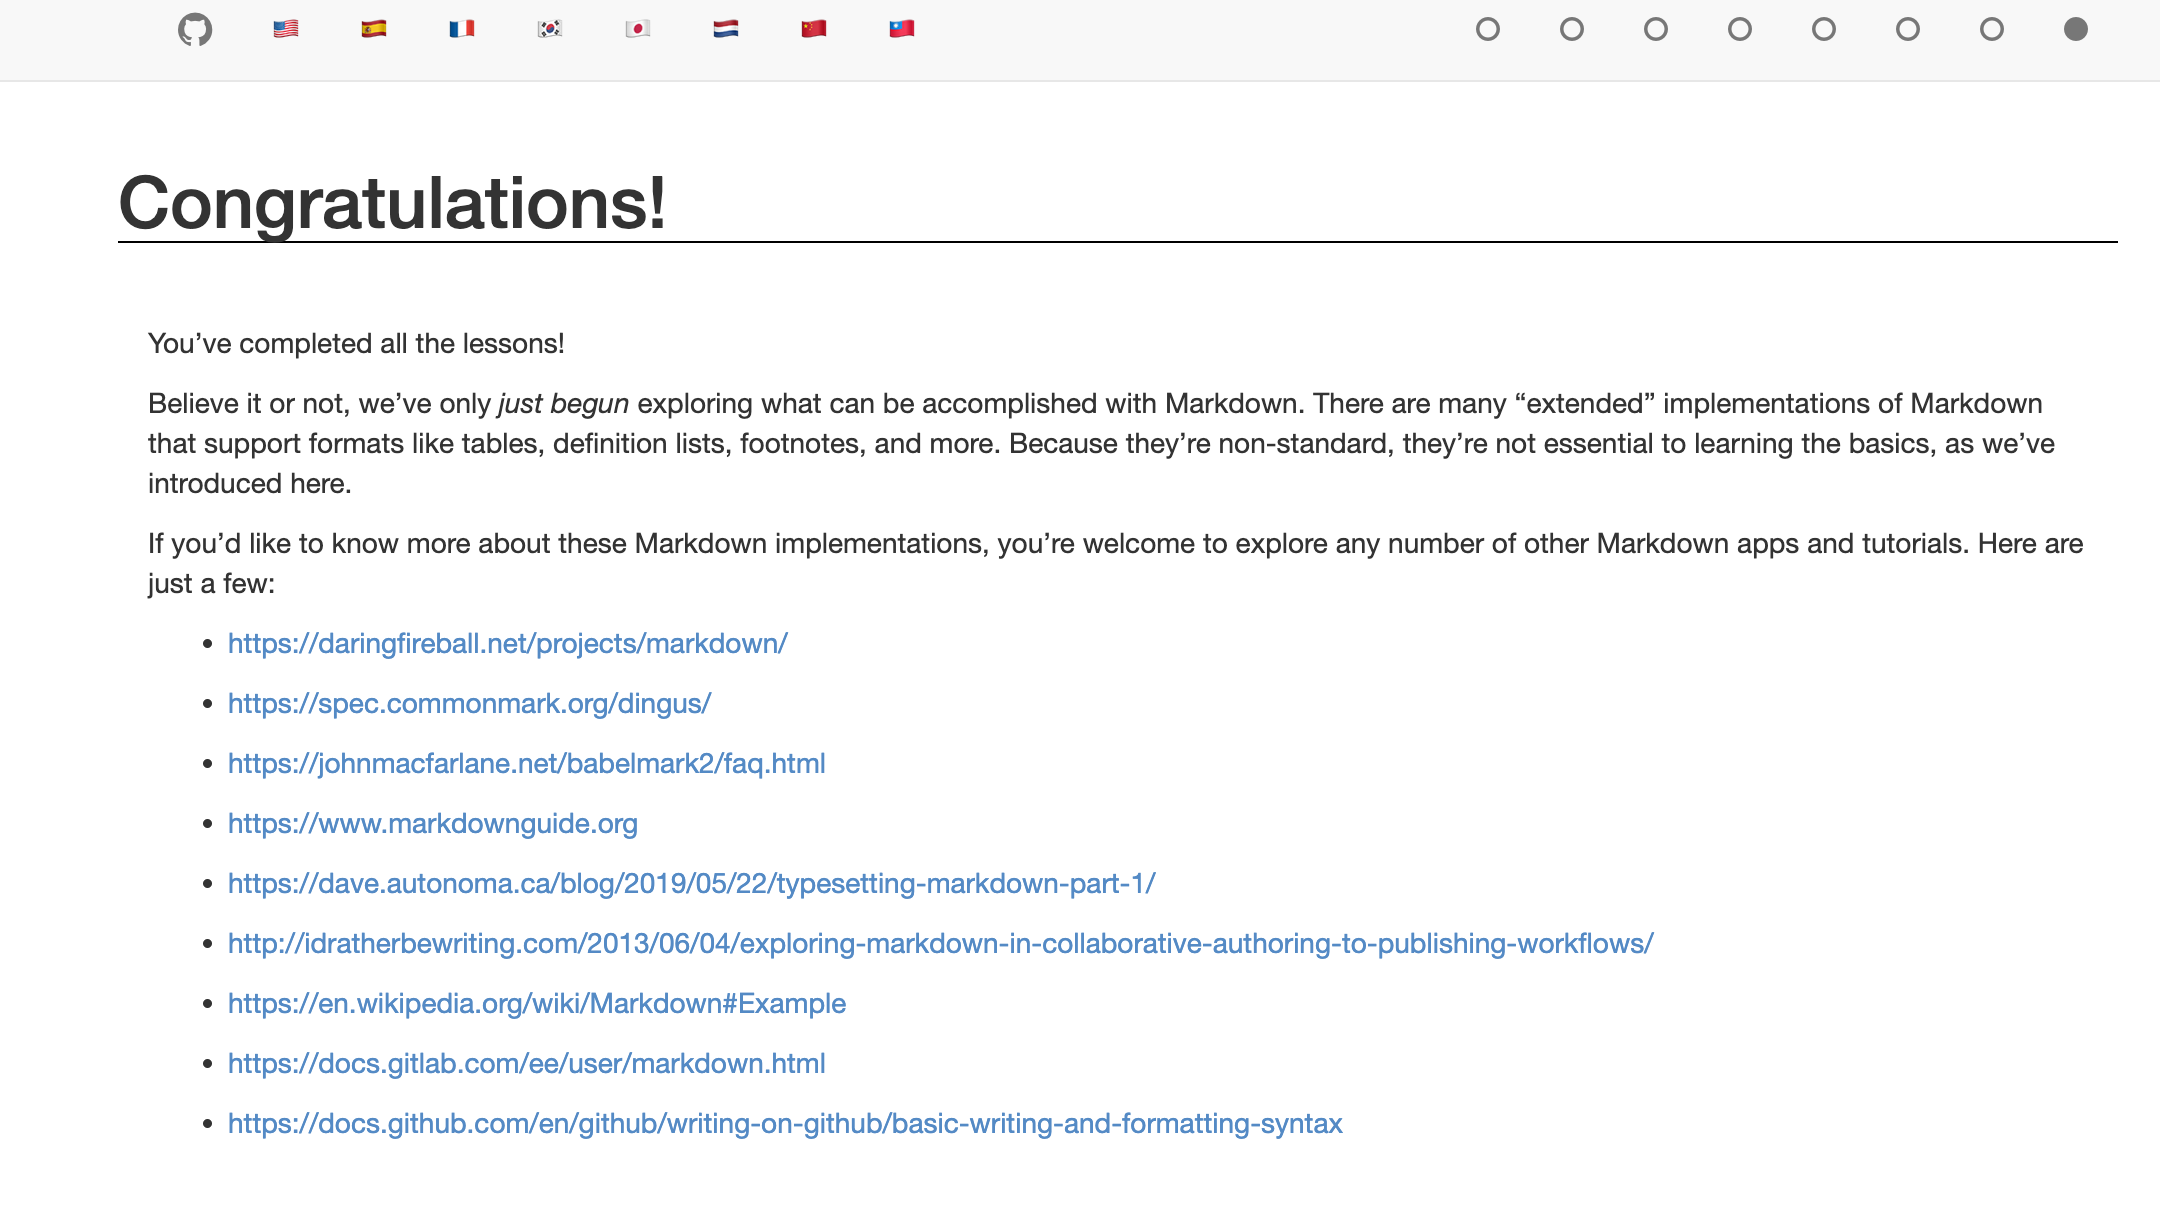 Congratulations!
You’ve completed all the lessons!
Believe it or not, we’ve only just begun exploring what can be accomplished with Markdown. There are many “extended” implementations of Markdown
that support formats like tables, definition lists, footnotes, and more. Because they’re non-standard, they’re not essential to learning the basics, as we’ve
introduced here.
If you’d like to know more about these Markdown implementations, you’re welcome to explore any number of other Markdown apps and tutorials. Here are
just a few:
https://daringfireball.net/projects/markdown/
https://spec.commonmark.org/dingus/
https://johnmacfarlane.net/babelmark2/faq.html
https://www.markdownguide.org
https://dave.autonoma.ca/blog/2019/05/22/typesetting-markdown-part-1/
http://idratherbewriting.com/2013/06/04/exploring-markdown-in-collaborative-authoring-to-publishing-workflows/
https://en.wikipedia.org/wiki/Markdown#Example
https://docs.gitlab.com/ee/user/markdown.html
https://docs.github.com/en/github/writing-on-github/basic-writing-and-formatting-syntax